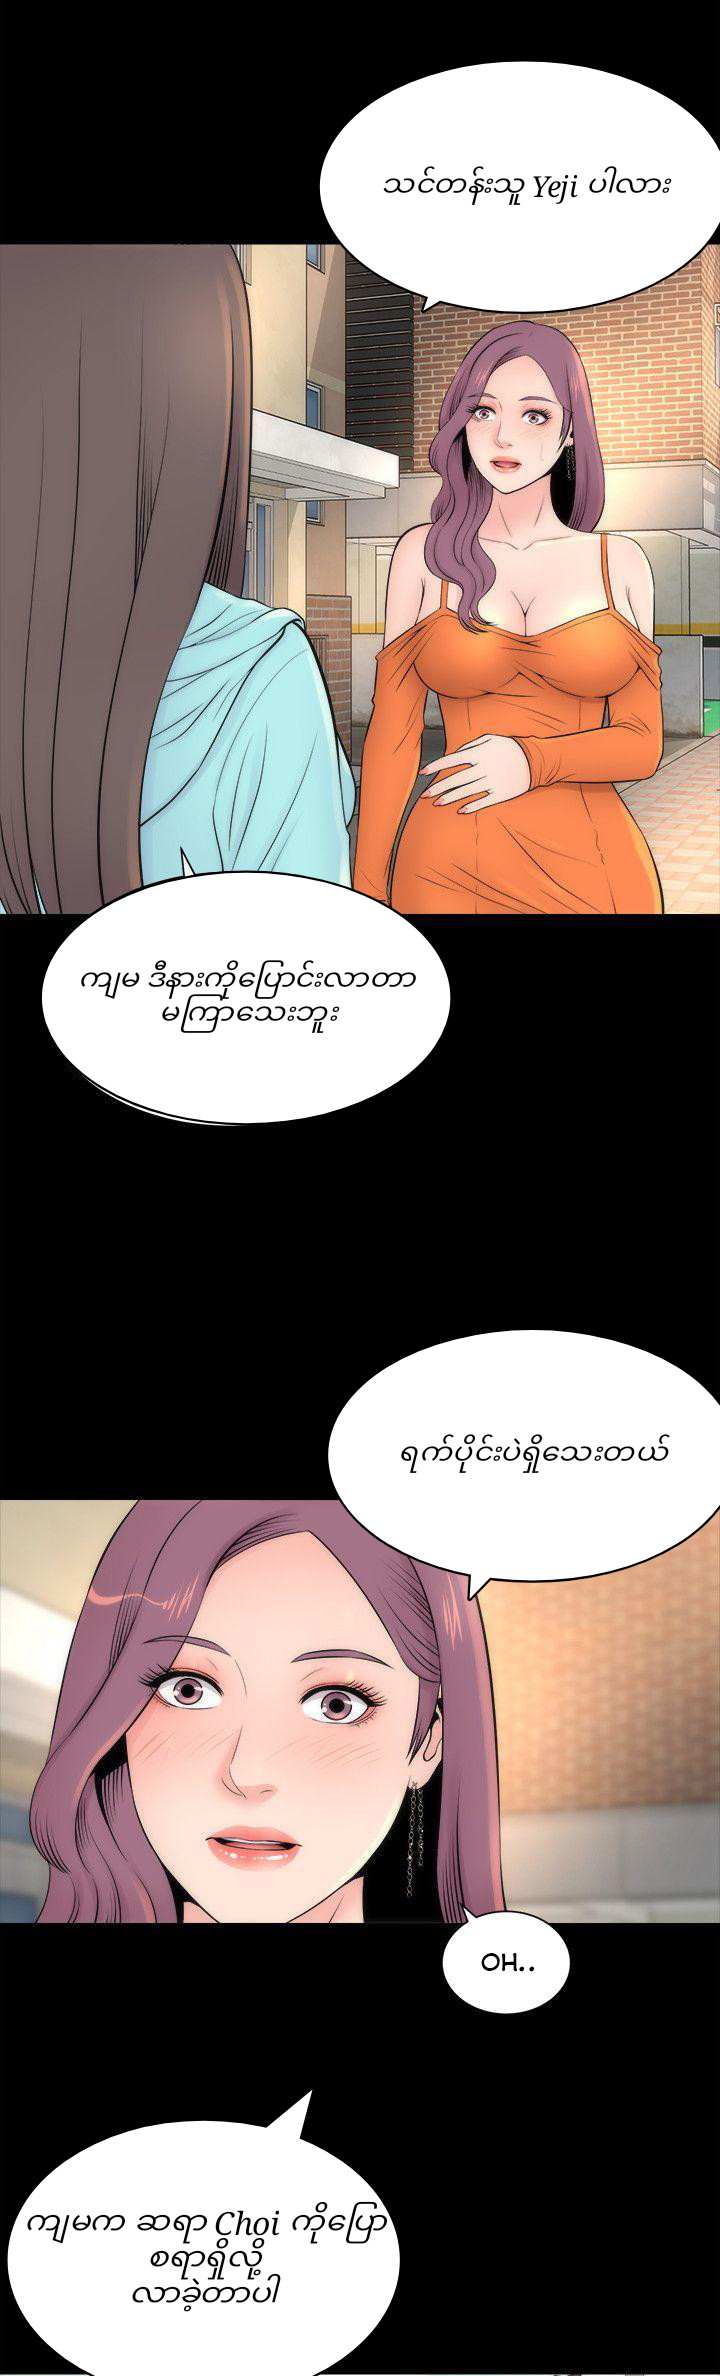 သင်တန်းသူ Yeji ပါလား
ကျမ ဒီနားကိုပြောင်းလာတာ
မကြာသေးဘူး
ရက်ပိုင်းပဲရှိသေးတယ်
OH..
ကျမက ဆရာ Choi ကိုပြော
စရာရှိလို့
လာခဲ့တာပါ